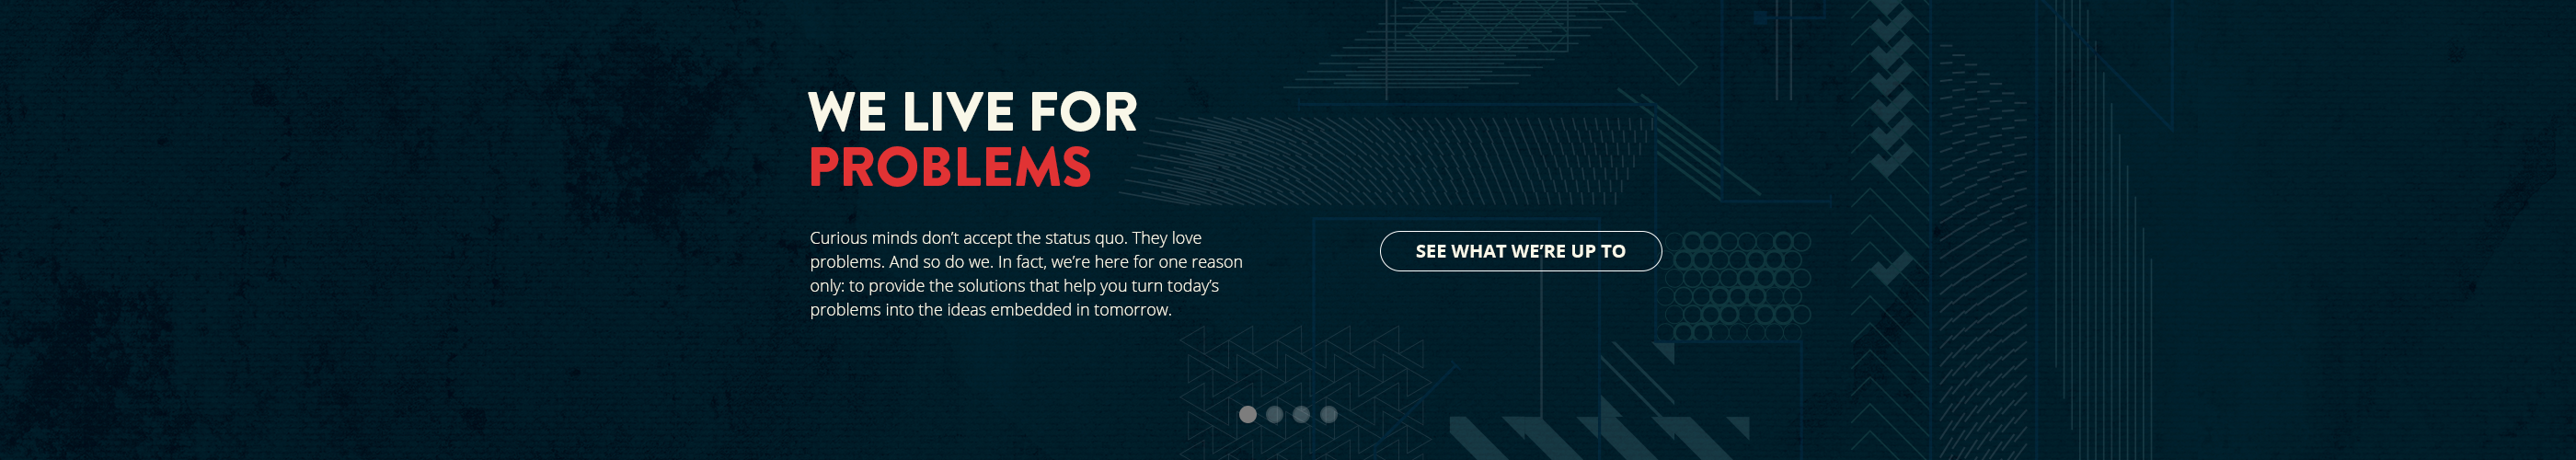 WE LIVE FOR
PROBLEMS
Curious minds don’t accept the status quo. They love
problems. And so do we. In fact, we’re here for one reason
only: to provide the solutions that help you turn today’s
problems into the ideas embedded in tomorrow.
SEE WHAT WE’RE UP TO